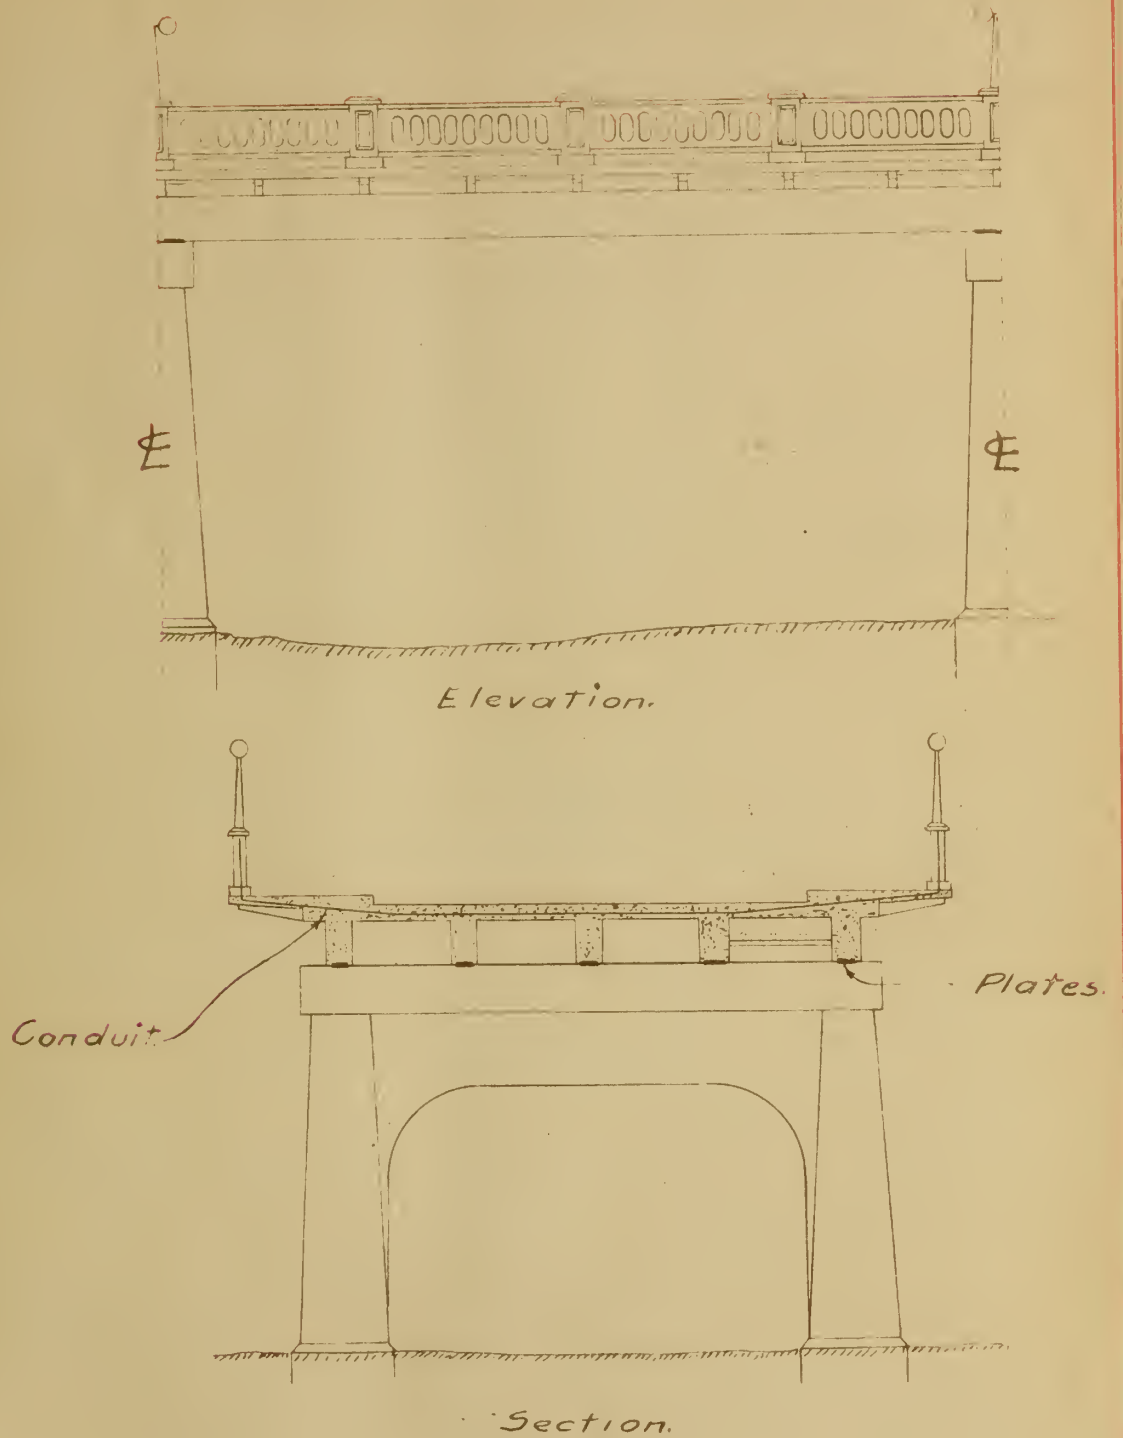 ℄ ℄
Elevation.
Plates.
Conduit
Section.